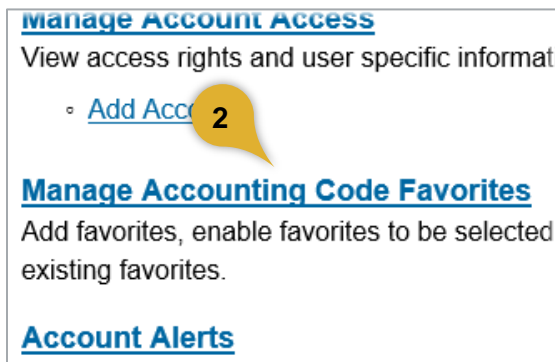 Manage Account Access
View access rights and user specific informat
◦ Add Acc
2
Manage Accounting Code Favorites
Add favorites, enable favorites to be selected
existing favorites.
Account Alerts